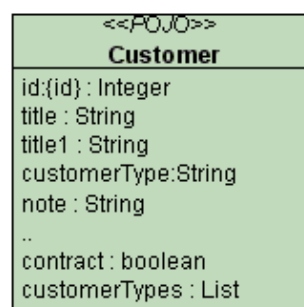 <<POJO>>
Customer
id:{id} : Integer
title : String
title1 : String
customerType:String
note : String
..
contract : boolean
customerTypes : List